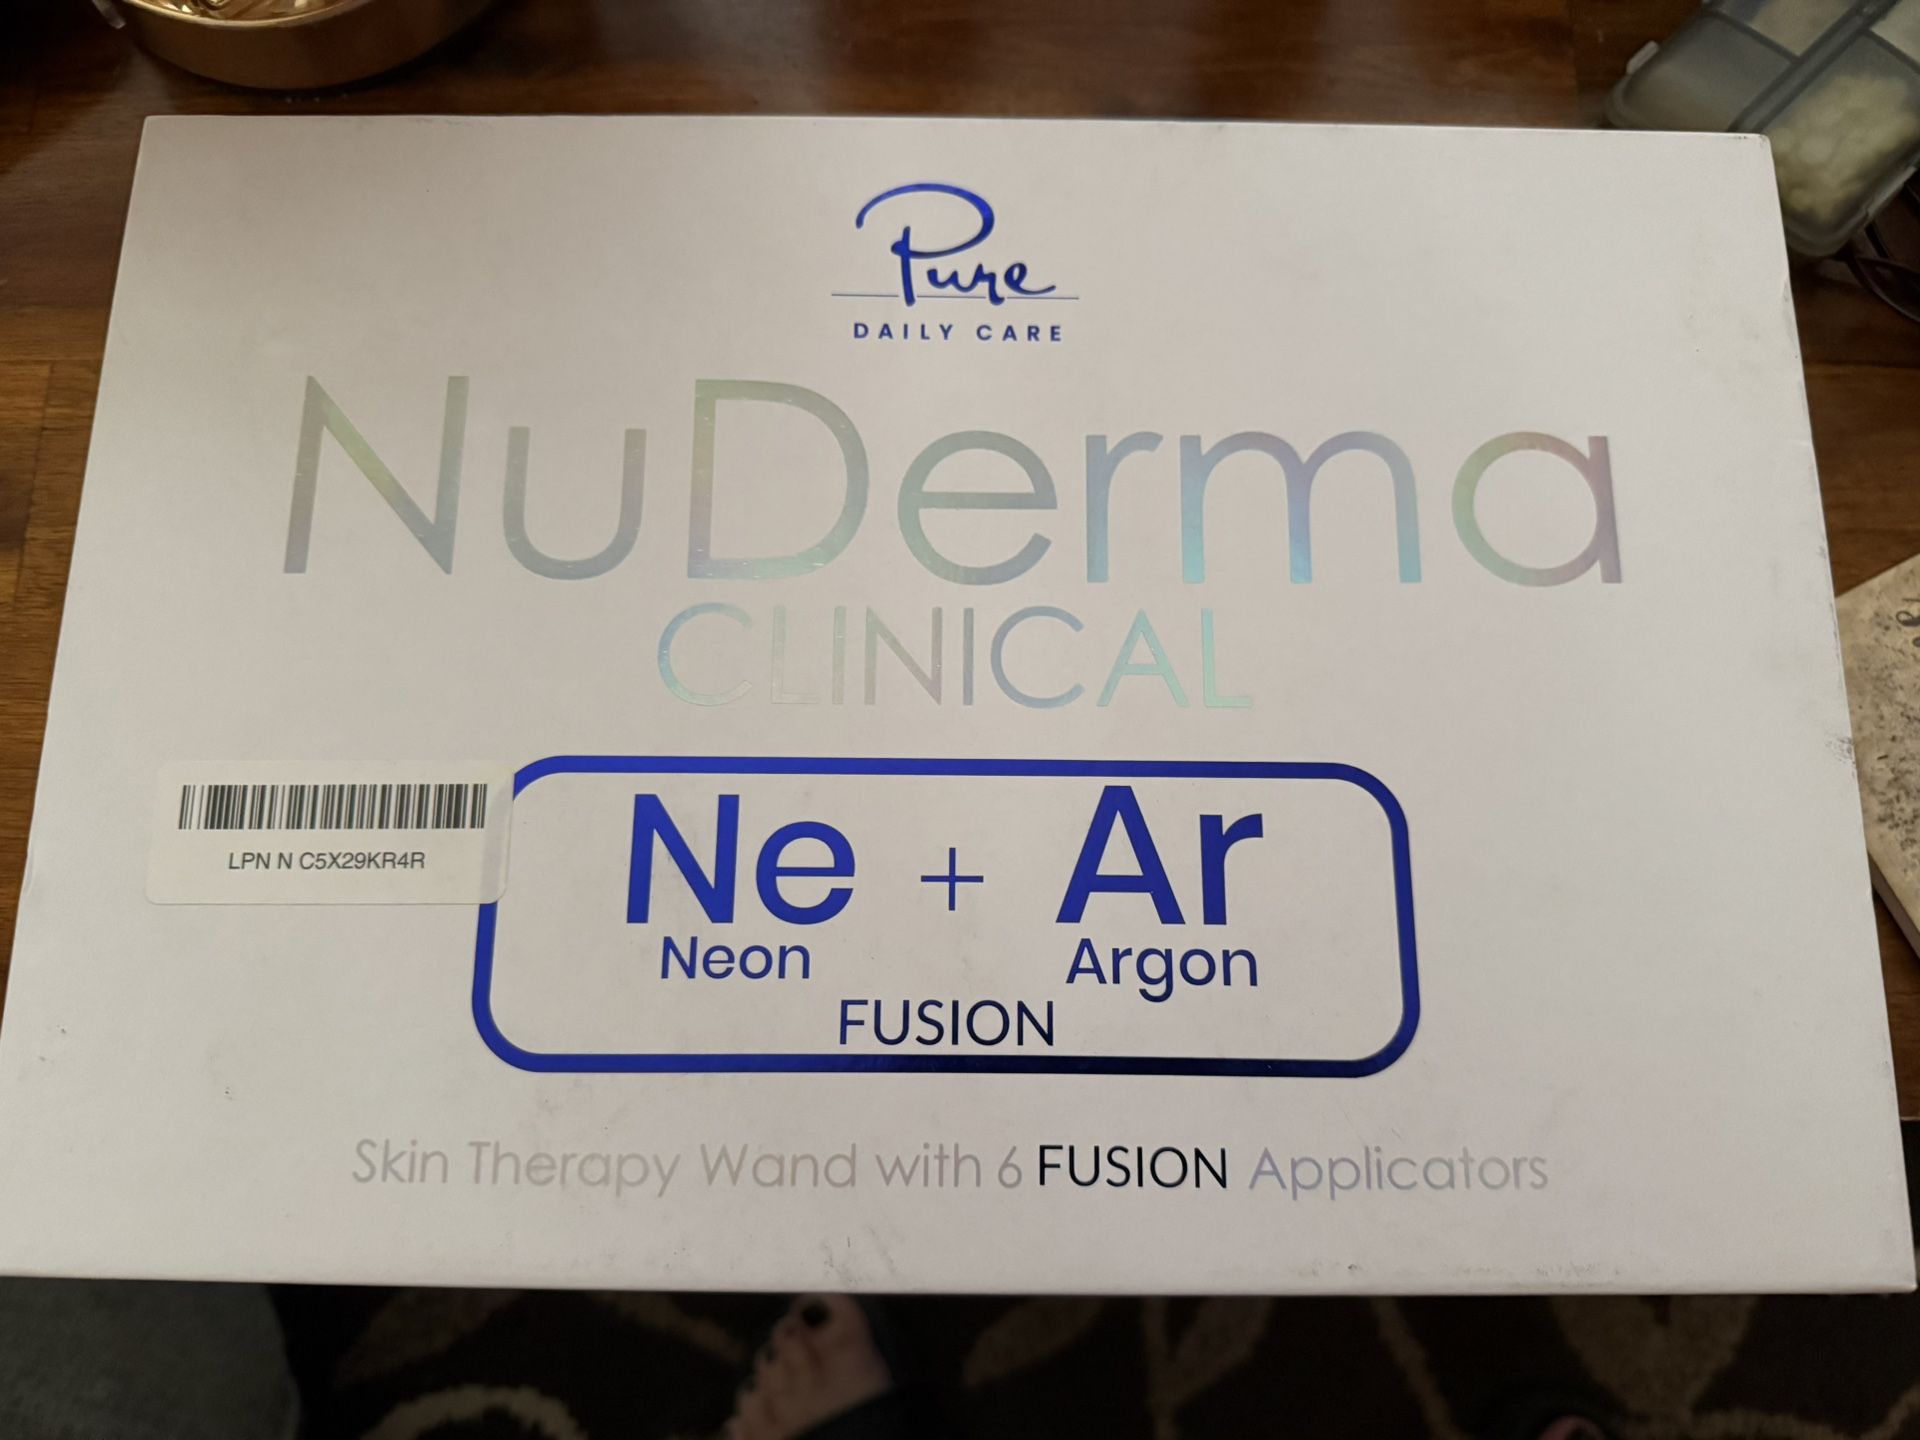 Pure
DAILY CARE
NuDerma
CLINICAL
LPN N C5X29KR4R
Ne + Ar
Neon Argon
FUSION
Skin Therapy Wand with 6 FUSION Applicators